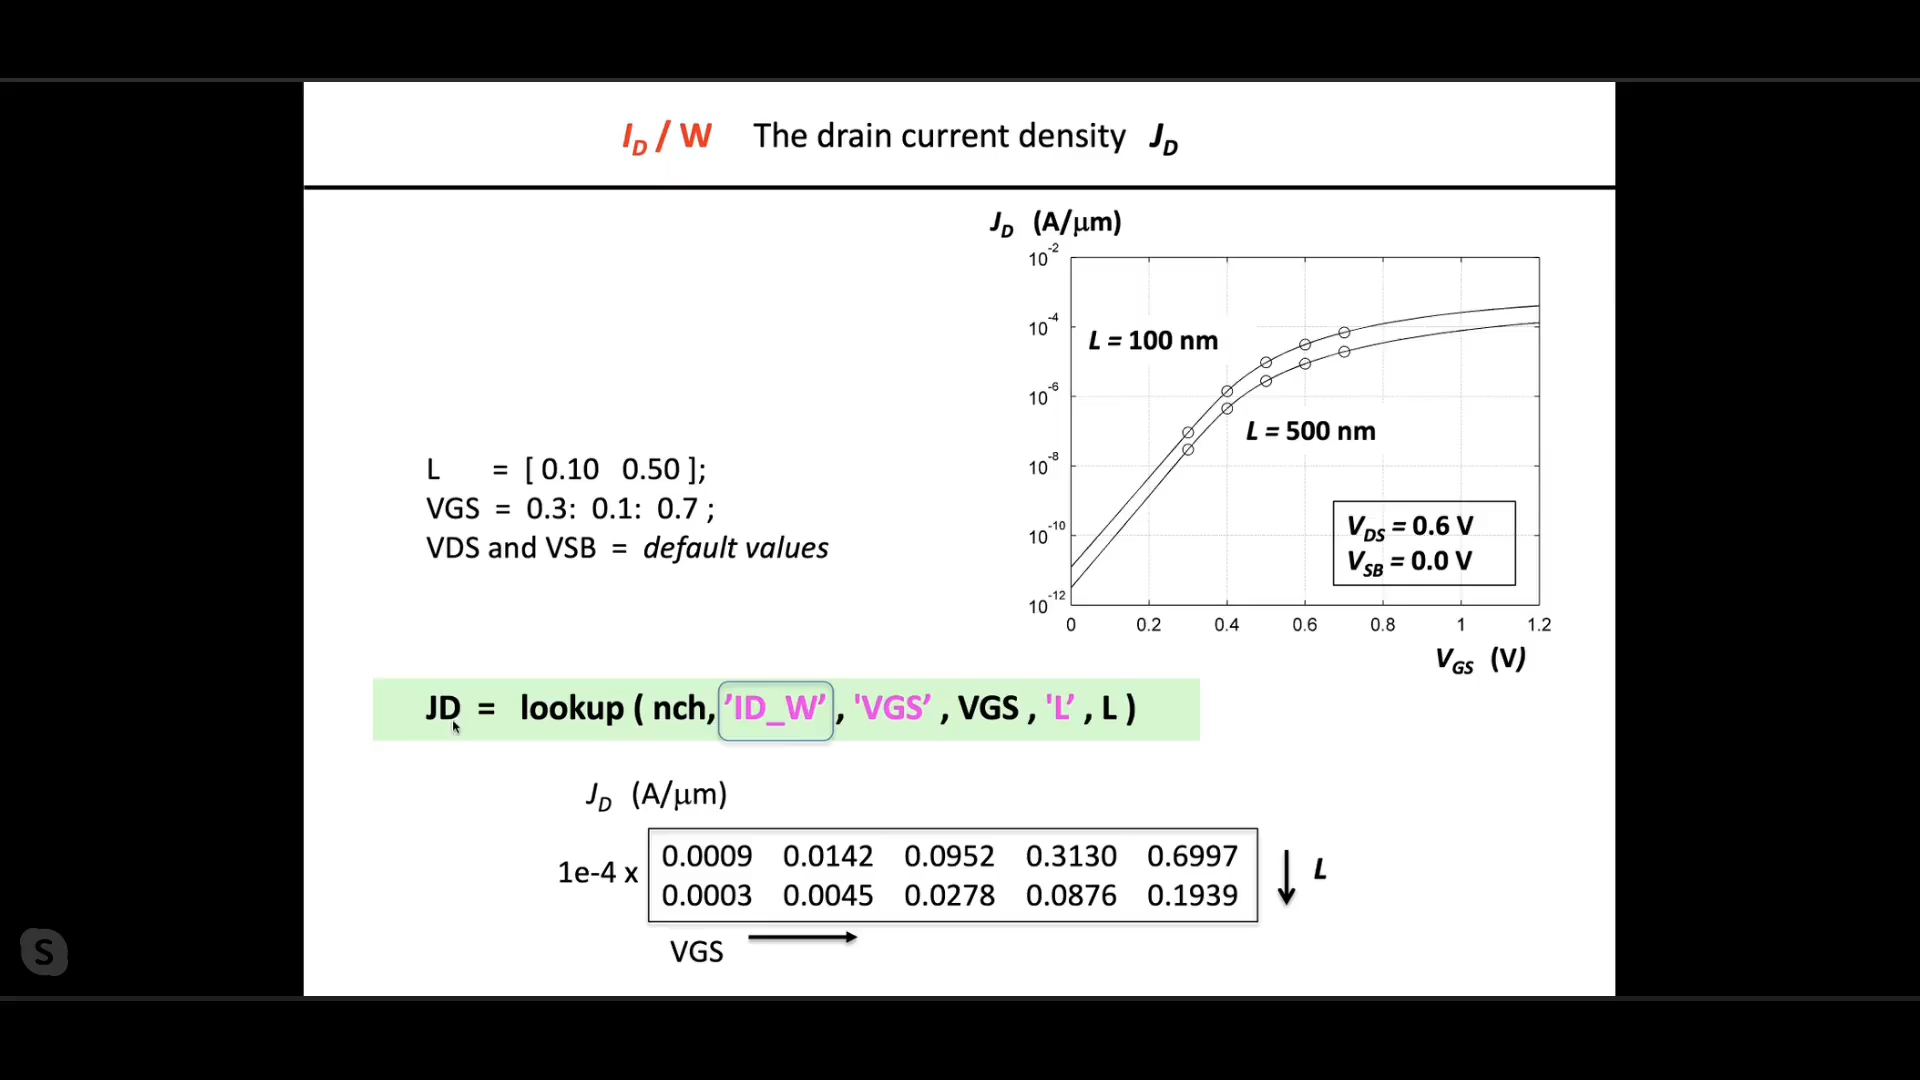 I_D / W The drain current density J_D
J_D (A/μm)
10^-2
10^-4
10^-6
10^-8
10^-10
10^-12
L = 100 nm
L = 500 nm
V_DS = 0.6 V
V_SB = 0.0 V
0 0.2 0.4 0.6 0.8 1 1.2
V_GS (V)
L = [ 0.10 0.50 ];
VGS = 0.3: 0.1: 0.7 ;
VDS and VSB = default values
JD = lookup ( nch, ’ID_W’ , 'VGS’ , VGS , 'L’ , L )
J_D (A/μm)
1e-4 x
0.0009 0.0142 0.0952 0.3130 0.6997
0.0003 0.0045 0.0278 0.0876 0.1939
L
VGS
S